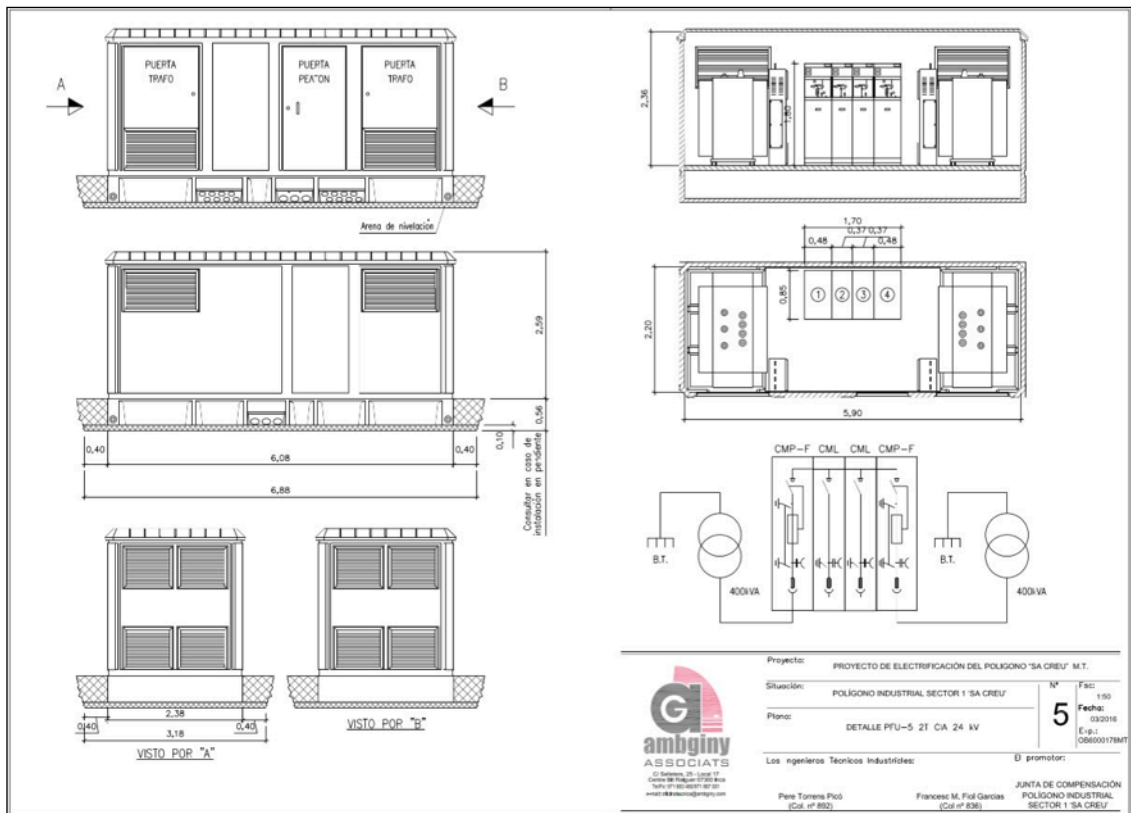 PUERTA
TRAFO
PUERTA
PEATON
PUERTA
TRAFO
A
B
Arena de nivelación
2,59
0,56
0,10
0,40
6,08
0,40
6,88
Consultar en caso de
instalación en pendiente
0,40
2,38
0,40
3,18
VISTO POR "A"
VISTO POR "B"
2,36
1,80
1,70
0,37 0,37
0,48
0,48
0,85
1 2 3 4
2,20
5,90
CMP-F CML CML CMP-F
B.T.
400kVA
B.T.
400kVA
ambginy
ASSOCIATS
Proyecto:
PROYECTO DE ELECTRIFICACIÓN DEL POLIGONO "SA CREU" M.T.
Situación:
POLÍGONO INDUSTRIAL SECTOR 1 'SA CREU'
Plano:
DETALLE PFU-5 2T CIA 24 kV
Nº
5
Esc:
1:50
Fecha:
03/2016
Exp.:
OB6000178MT
Los ngenieros Técnicos Industriales:
El promotor:
Pere Torrens Picó
(Col. nº 892)
Francesc M, Fiol Garcias
(Col nº 836)
JUNTA DE COMPENSACIÓN
POLÍGONO INDUSTRIAL
SECTOR 1 'SA CREU'